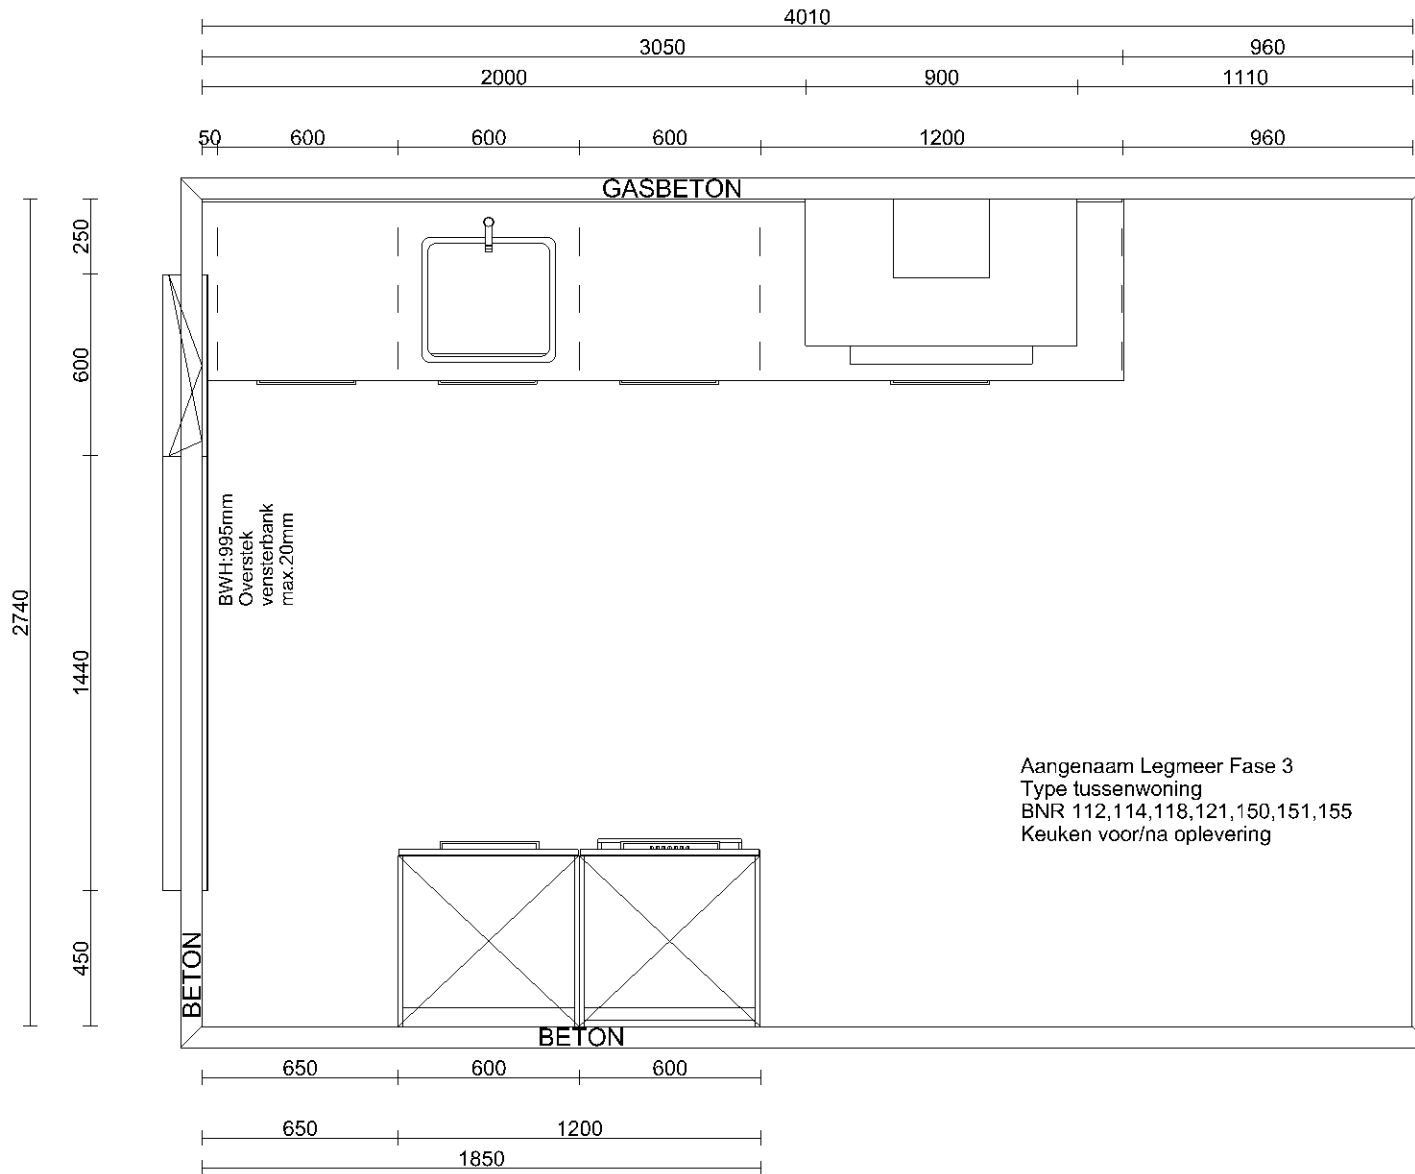 4010
3050 960
2000 900 1110
50 600 600 600 1200 960
GASBETON
250
600
1440
450
2740
BWH:995mm
Overstek
vensterbank
max.20mm
Aangenaam Legmeer Fase 3
Type tussenwoning
BNR 112,114,118,121,150,151,155
Keuken voor/na oplevering
BETON
BETON
650 600 600
650 1200
1850